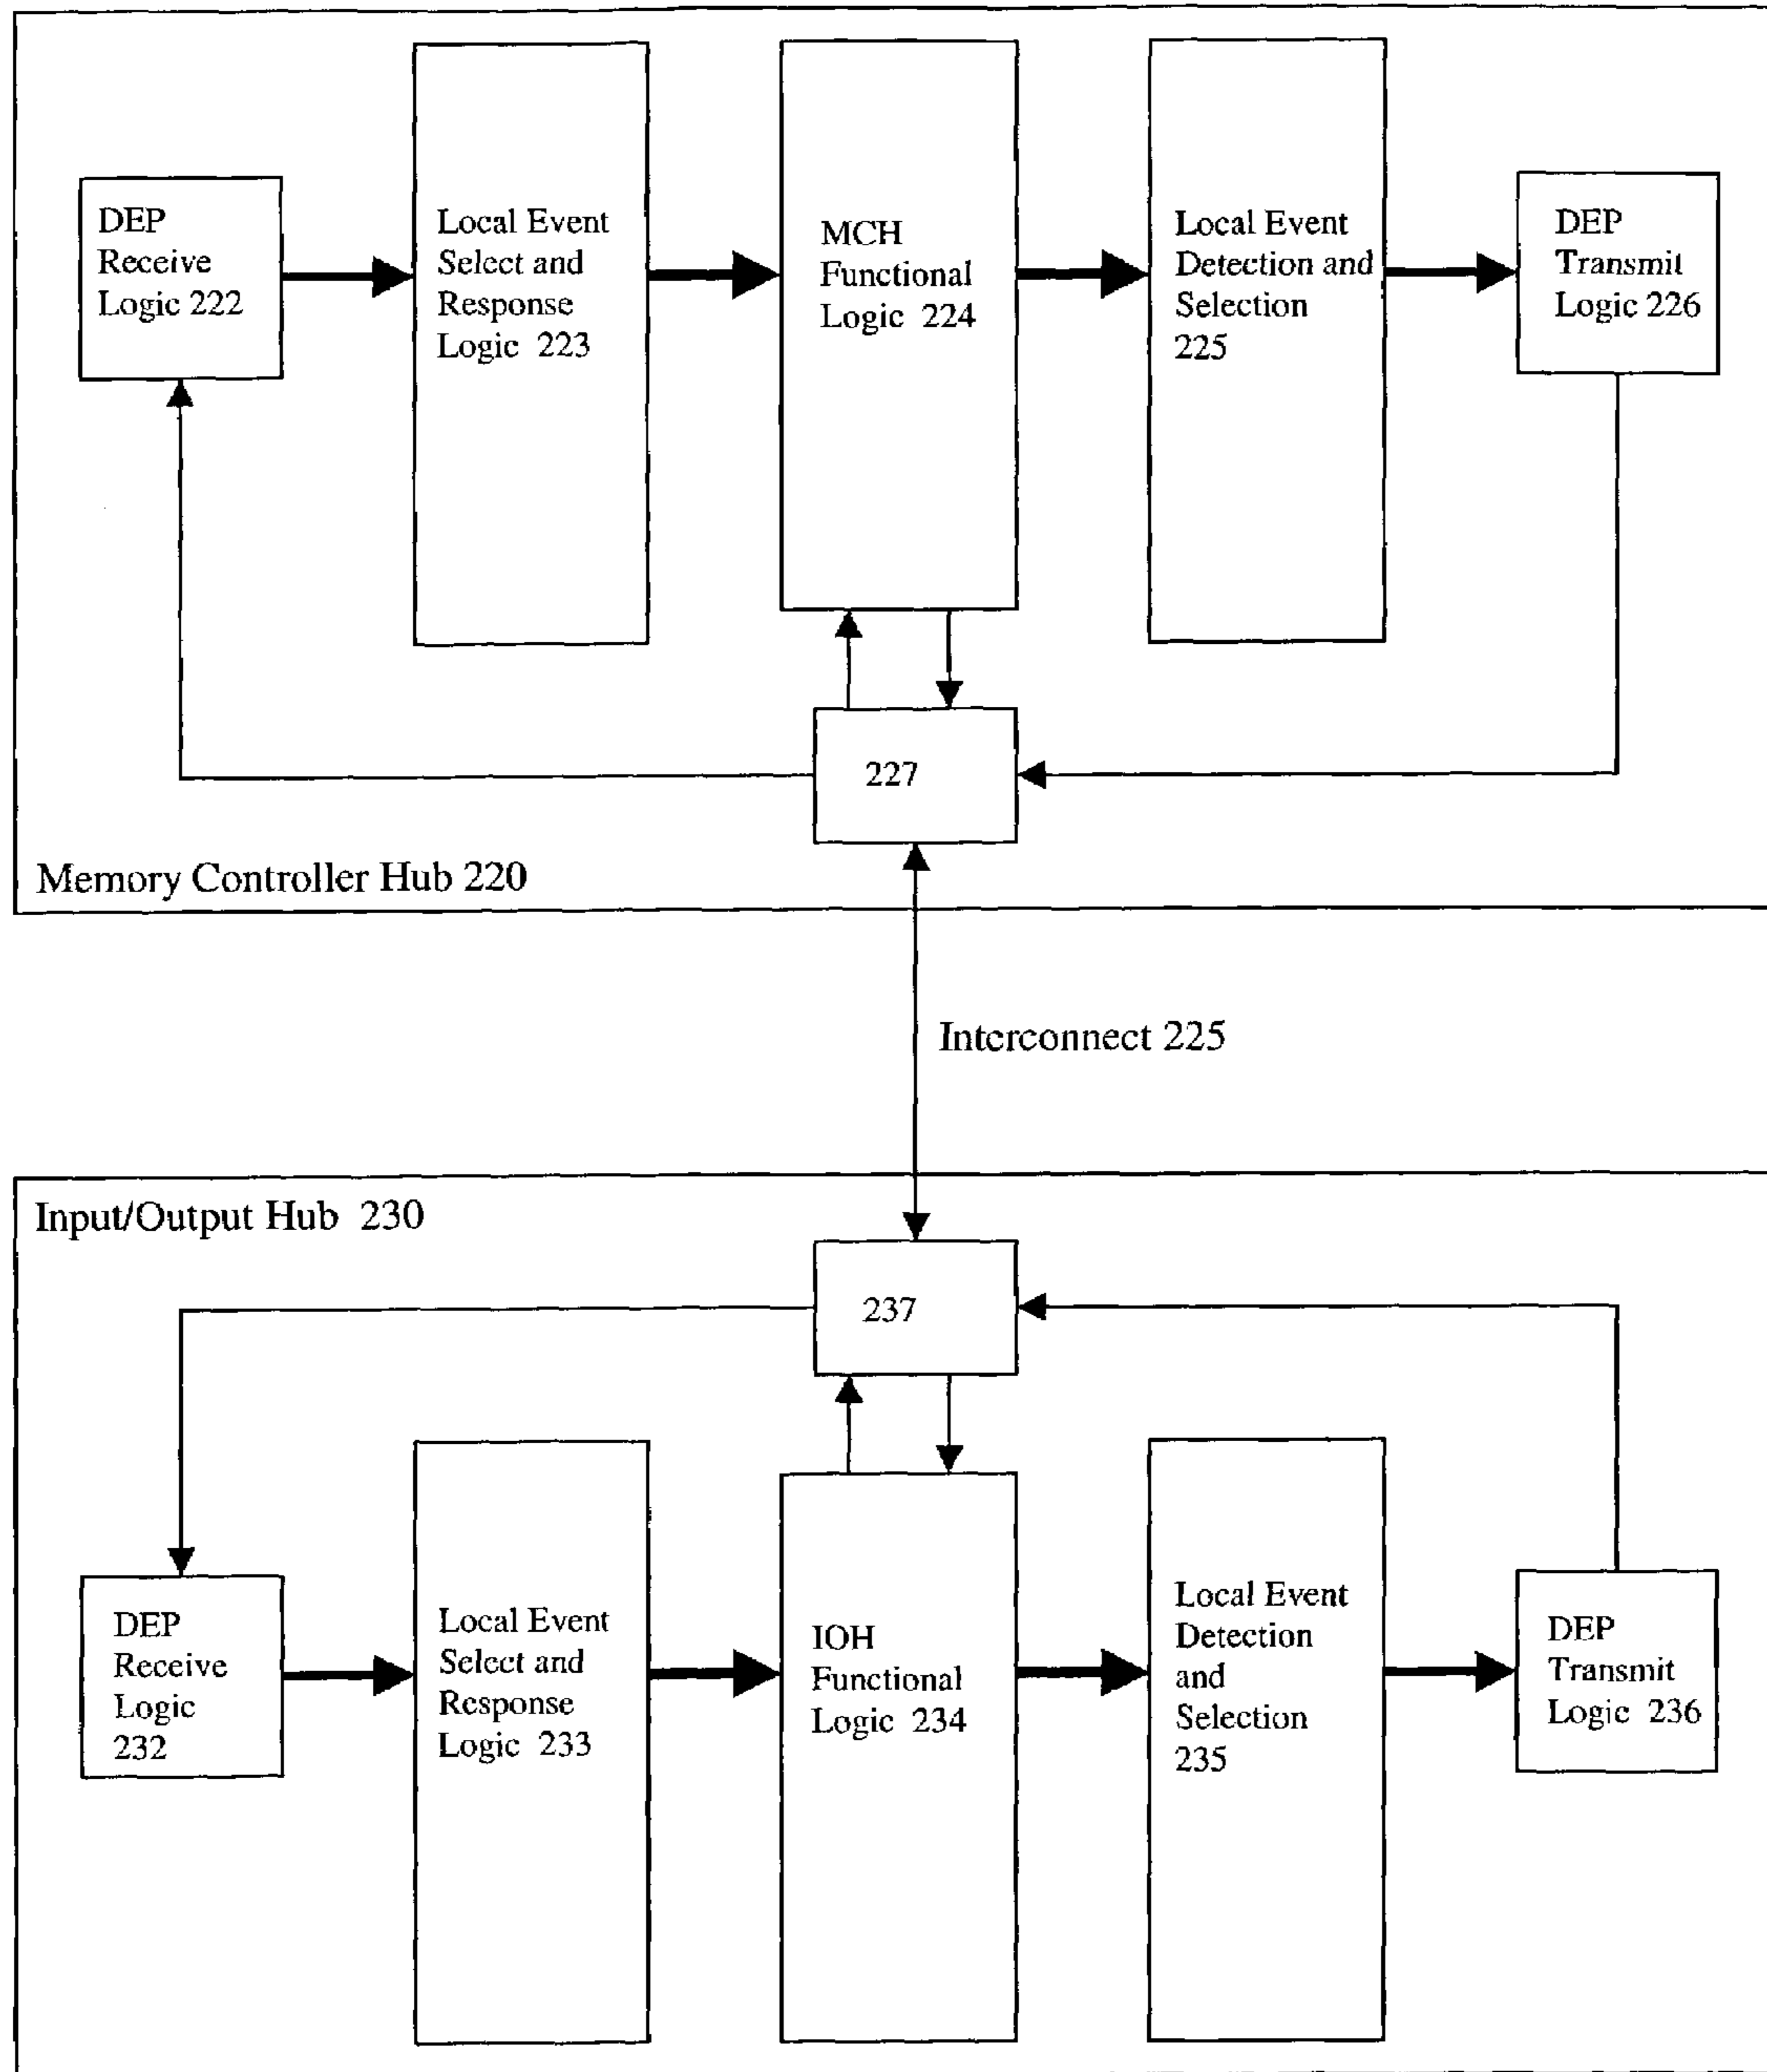 DEP
Receive
Logic 222
Local Event
Select and
Response
Logic 223
MCH
Functional
Logic 224
Local Event
Detection and
Selection
225
DEP
Transmit
Logic 226
227
Memory Controller Hub 220
Interconnect 225
Input/Output Hub 230
237
DEP
Receive
Logic
232
Local Event
Select and
Response
Logic 233
IOH
Functional
Logic 234
Local Event
Detection
and
Selection
235
DEP
Transmit
Logic 236